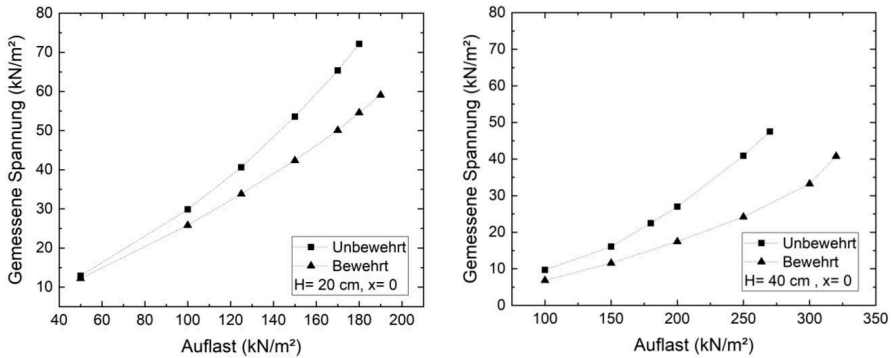 80
70
60
50
40
30
20
10
Gemessene Spannung (kN/m²)
Unbewehrt
Bewehrt
H= 20 cm, x= 0
40 60 80 100 120 140 160 180 200
Auflast (kN/m²)
80
70
60
50
40
30
20
10
0
Gemessene Spannung (kN/m²)
Unbewehrt
Bewehrt
H= 40 cm , x= 0
100 150 200 250 300 350
Auflast (kN/m²)